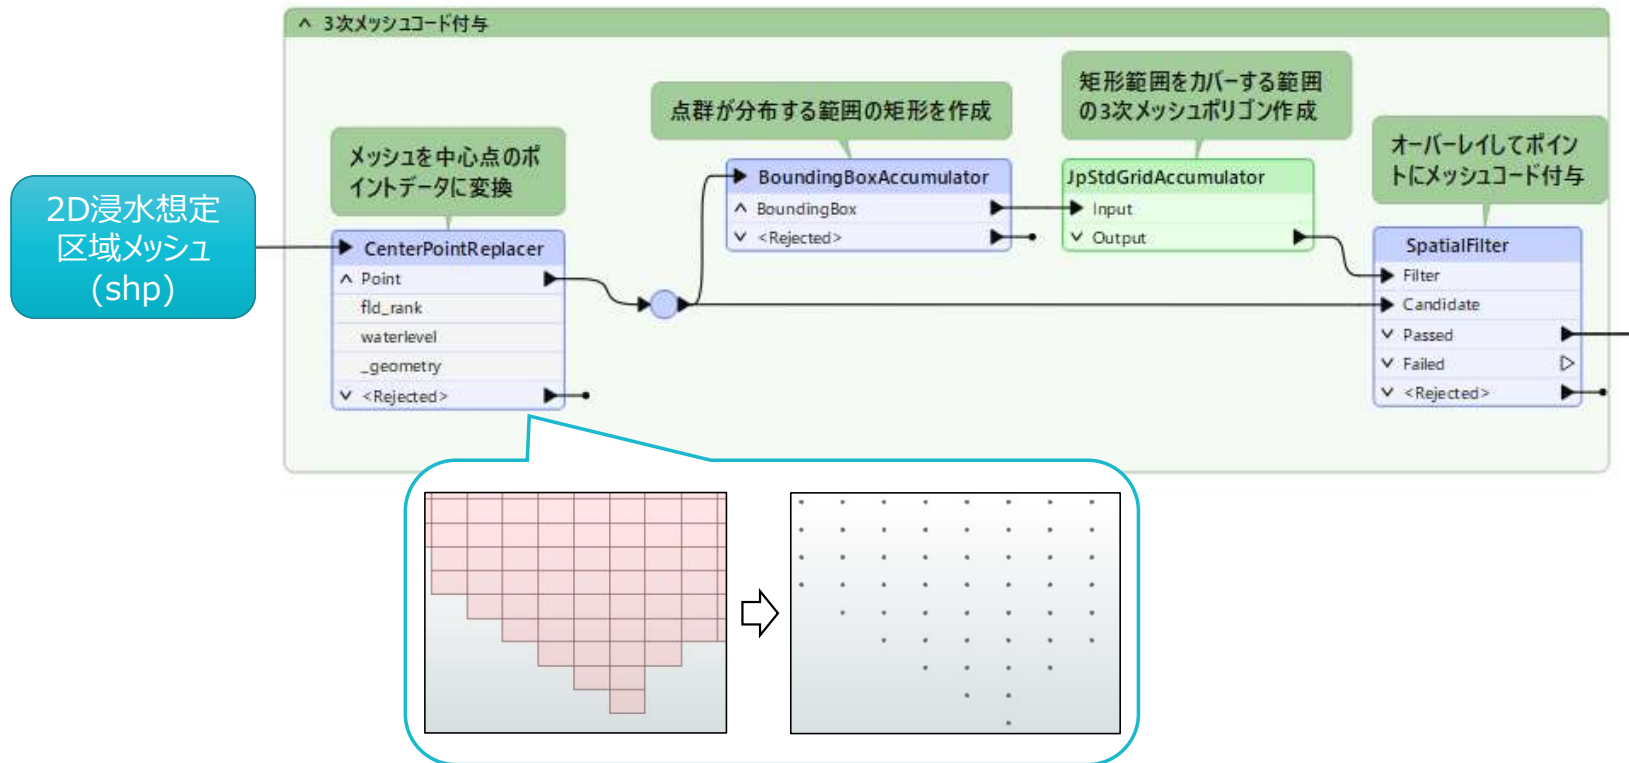 3次メッシュコード付与
2D浸水想定
区域メッシュ
(shp)
メッシュを中心点のポ
イントデータに変換
CenterPointReplacer
Point
fld_rank
waterlevel
_geometry
<Rejected>
点群が分布する範囲の矩形を作成
BoundingBoxAccumulator
BoundingBox
<Rejected>
矩形範囲をカバーする範囲
の3次メッシュポリゴン作成
JpStdGridAccumulator
Input
Output
オーバーレイしてポイン
トにメッシュコード付与
SpatialFilter
Filter
Candidate
Passed
Failed
<Rejected>